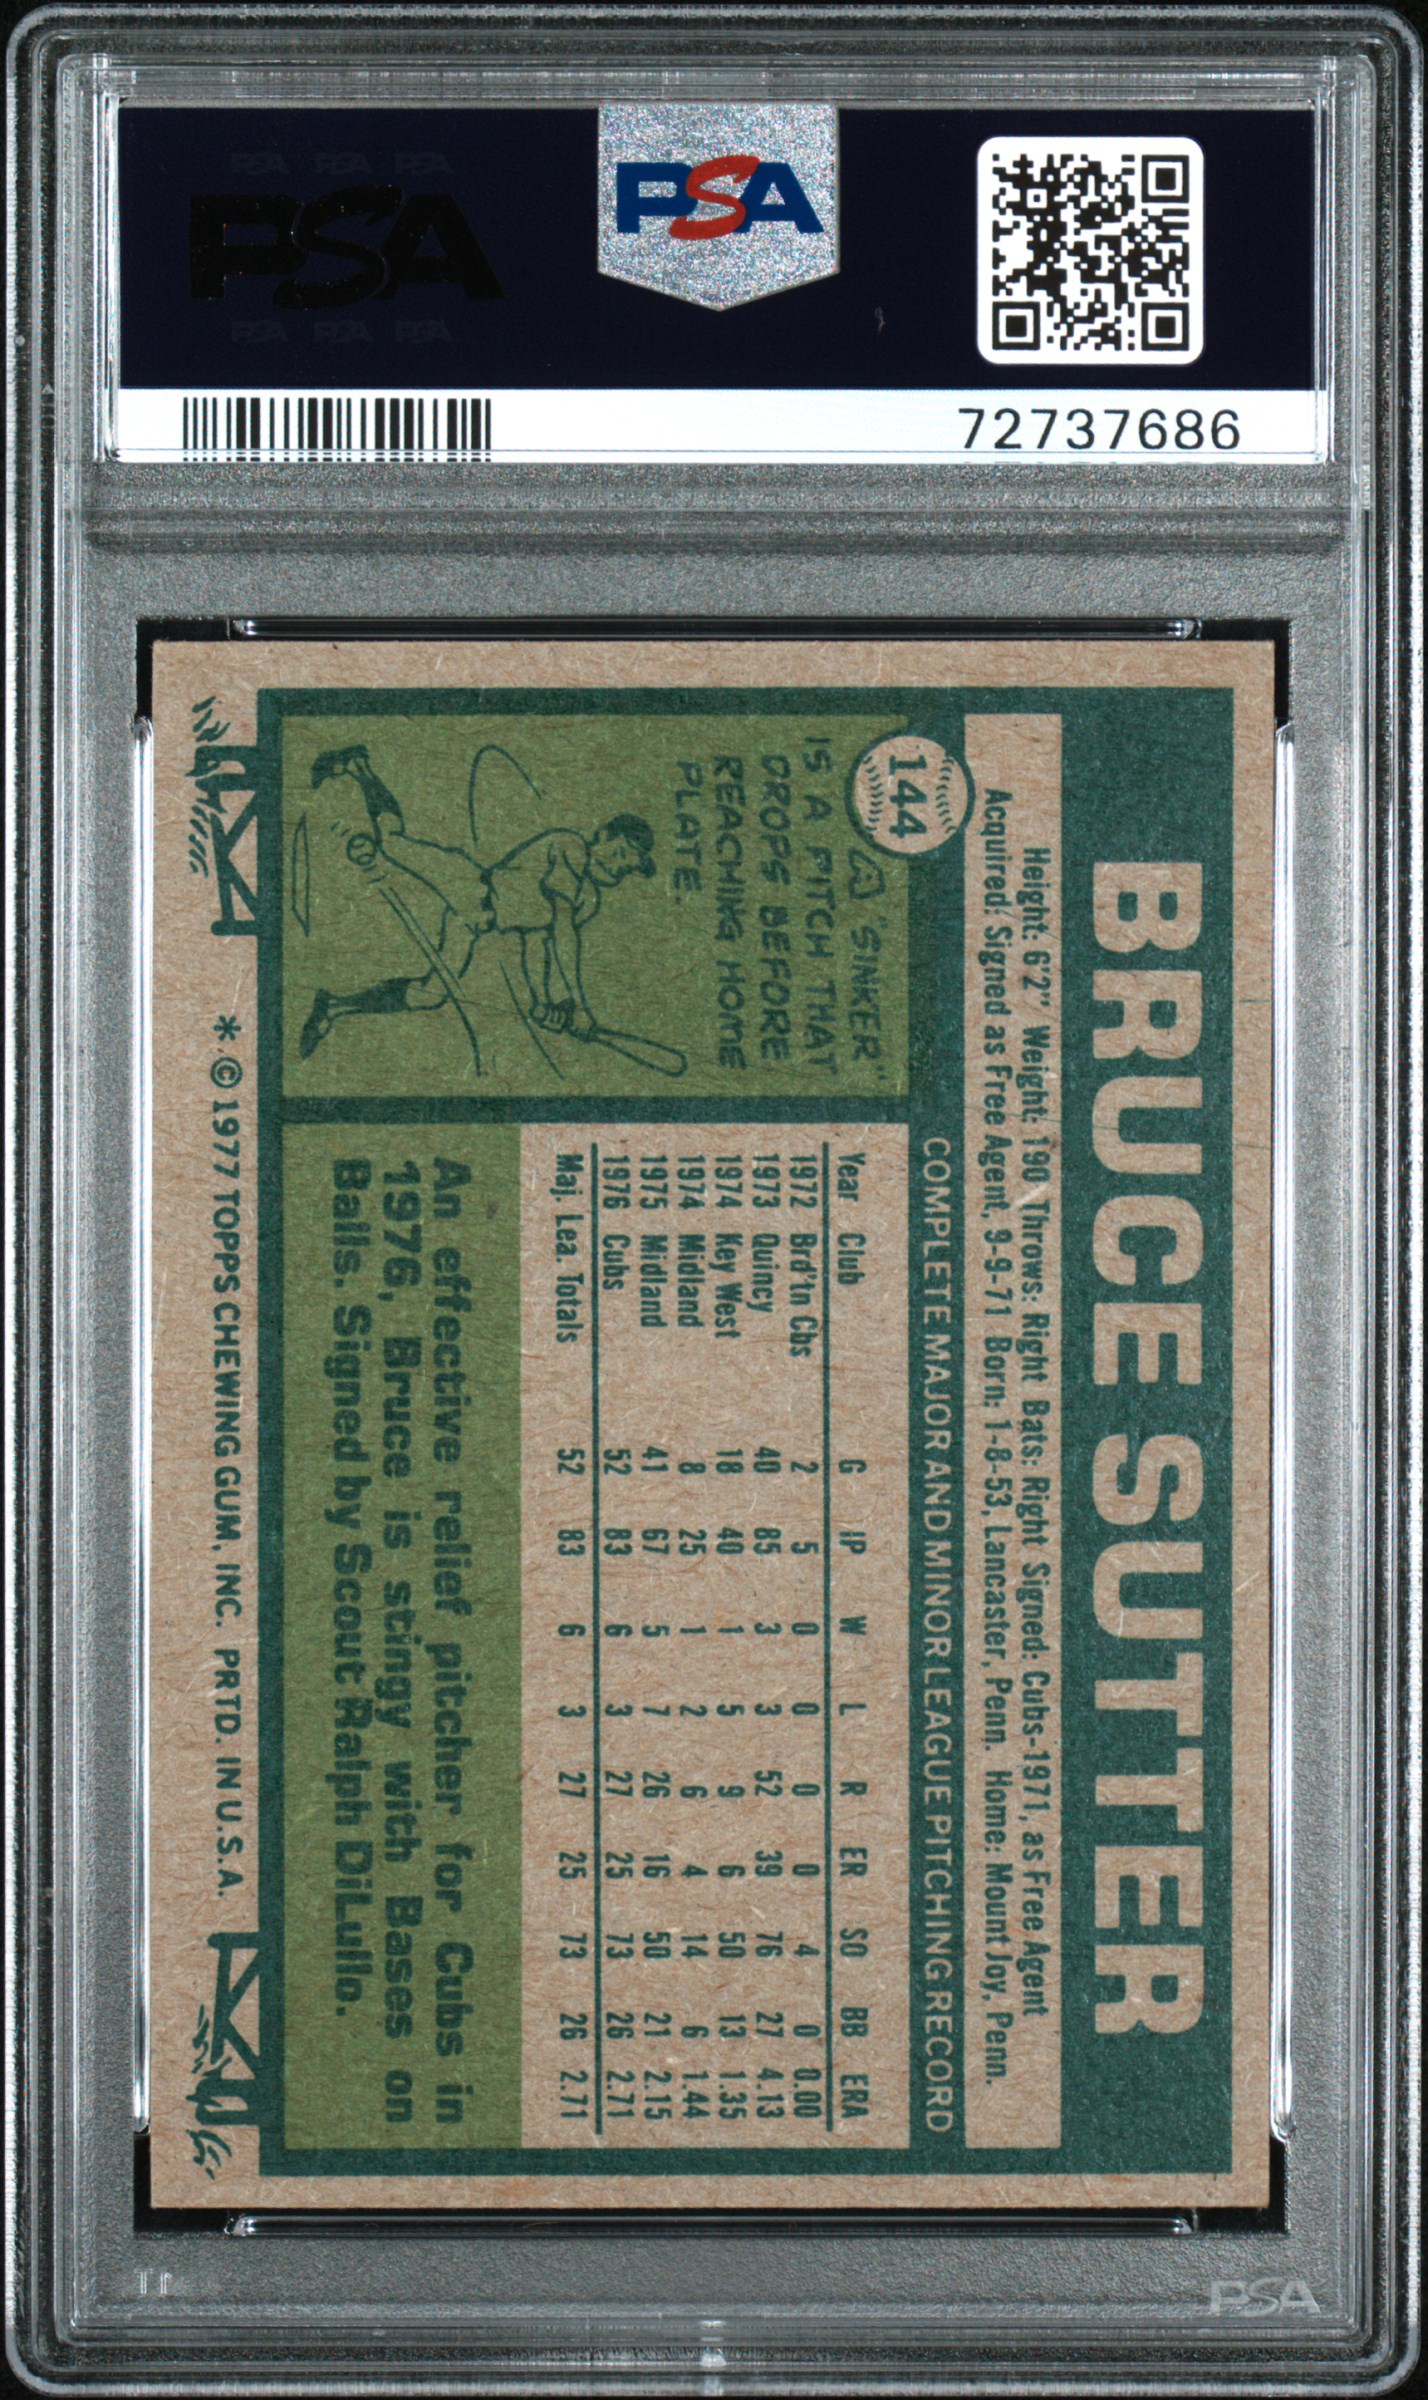 PSA PSA PSA
PSA
PSA PSA PSA
PSA
72737686
BRUCE SUTTER
144
Height: 6'2" Weight: 190 Throws: Right Bats: Right Signed: Cubs-1971, as Free Agent
Acquired: Signed as Free Agent, 9-9-71 Born: 1-8-53, Lancaster, Penn. Home: Mount Joy, Penn.
COMPLETE MAJOR AND MINOR LEAGUE PITCHING RECORD
A "SINKER"
IS A PITCH THAT
DROPS BEFORE
REACHING HOME
PLATE.
Year Club G IP W L R ER SO BB ERA
1972 Brd'tn Cbs 2 5 0 0 0 0 4 0 0.00
1973 Quincy 40 85 3 3 52 39 76 27 4.13
1974 Key West 18 40 1 5 9 6 50 13 1.35
1974 Midland 8 25 1 2 6 4 14 6 1.44
1975 Midland 41 67 5 7 26 16 50 21 2.15
1976 Cubs 52 83 6 3 27 25 73 26 2.71
Maj. Lea. Totals 52 83 6 3 27 25 73 26 2.71
An effective relief pitcher for Cubs in
1976, Bruce is stingy with Bases on
Balls. Signed by Scout Ralph DiLullo.
* © 1977 TOPPS CHEWING GUM, INC. PRTD. IN U.S.A.
PSA